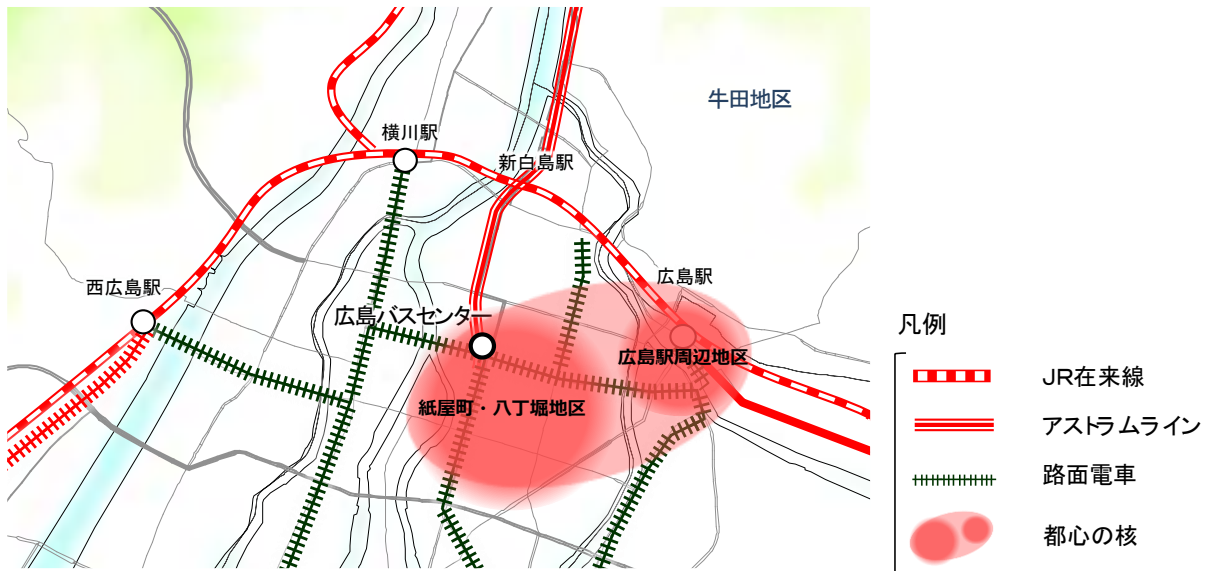 牛田地区
横川駅
新白島駅
広島駅
西広島駅
広島バスセンター
広島駅周辺地区
紙屋町・八丁堀地区
凡例
JR在来線
アストラムライン
路面電車
都心の核